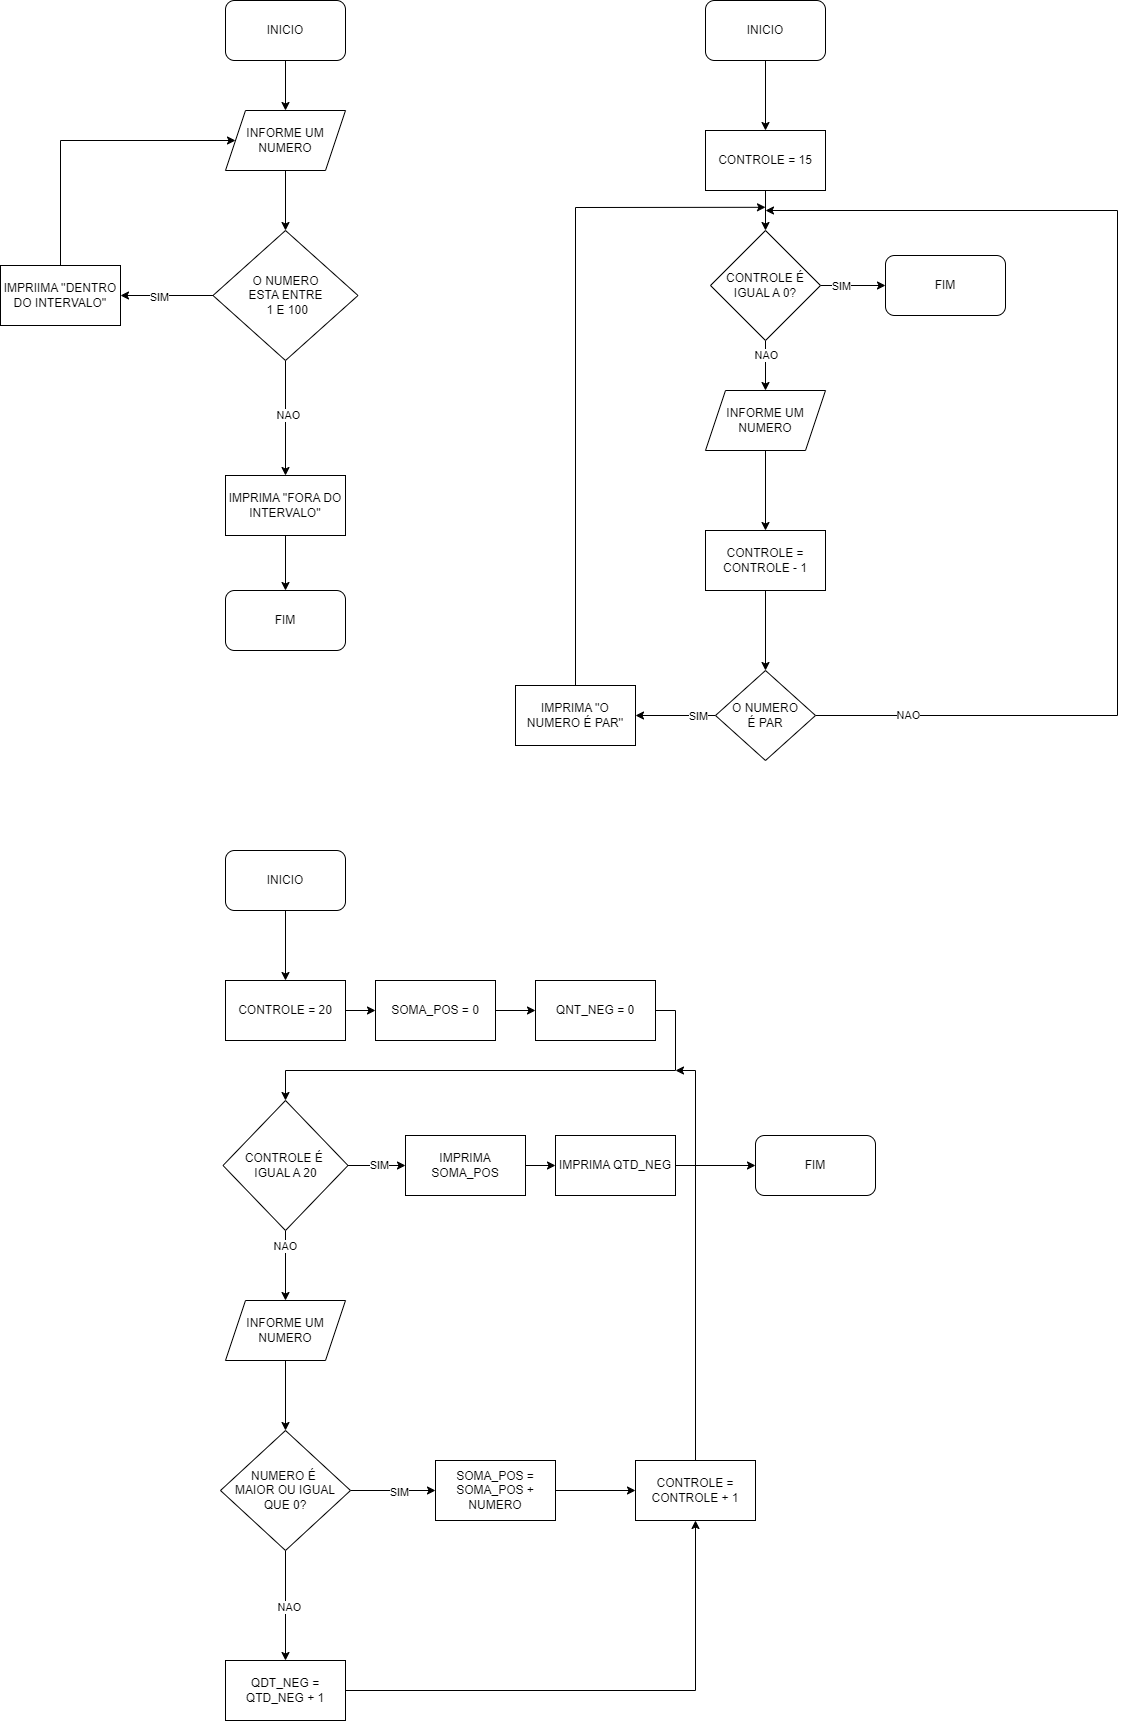 INICIO
INFORME UM
NUMERO
O NUMERO
ESTA ENTRE
1 E 100
SIM
IMPRIIMA "DENTRO
DO INTERVALO"
NAO
IMPRIMA "FORA DO
INTERVALO"
FIM
INICIO
CONTROLE = 15
CONTROLE É
IGUAL A 0?
SIM
FIM
NAO
INFORME UM
NUMERO
CONTROLE =
CONTROLE - 1
O NUMERO
É PAR
SIM
IMPRIMA "O
NUMERO É PAR"
NAO
INICIO
CONTROLE = 20
SOMA_POS = 0
QNT_NEG = 0
CONTROLE É
IGUAL A 20
SIM
IMPRIMA
SOMA_POS
IMPRIMA QTD_NEG
FIM
NAO
INFORME UM
NUMERO
NUMERO É
MAIOR OU IGUAL
QUE 0?
SIM
SOMA_POS =
SOMA_POS +
NUMERO
CONTROLE =
CONTROLE + 1
NAO
QDT_NEG =
QTD_NEG + 1